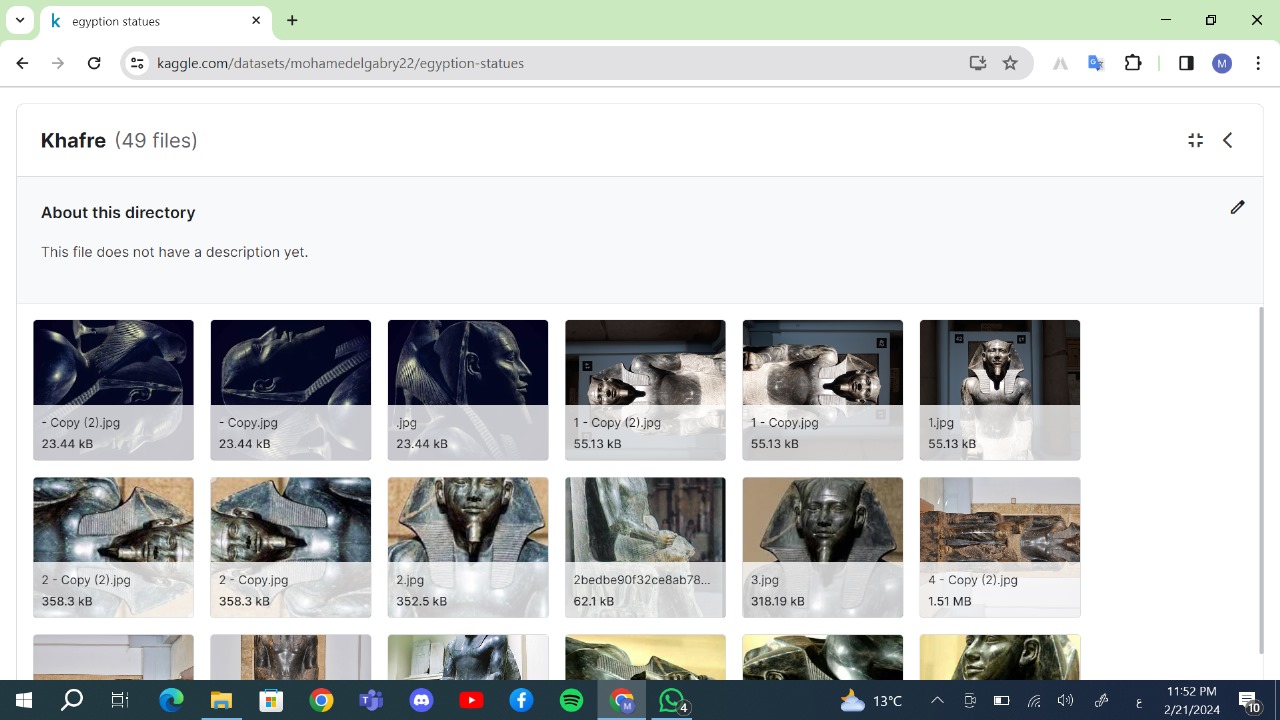 egyption statues
kaggle.com/datasets/mohamedelgabry22/egyption-statues
M
Khafre (49 files)
About this directory
This file does not have a description yet.
- Copy (2).jpg
23.44 kB
- Copy.jpg
23.44 kB
.jpg
23.44 kB
1 - Copy (2).jpg
55.13 kB
1 - Copy.jpg
55.13 kB
1.jpg
55.13 kB
2 - Copy (2).jpg
358.3 kB
2 - Copy.jpg
358.3 kB
2.jpg
352.5 kB
2bedbe90f32ce8ab78...
62.1 kB
3.jpg
318.19 kB
4 - Copy (2).jpg
1.51 MB
M
4
13°C
ع
11:52 PM
2/21/2024
10